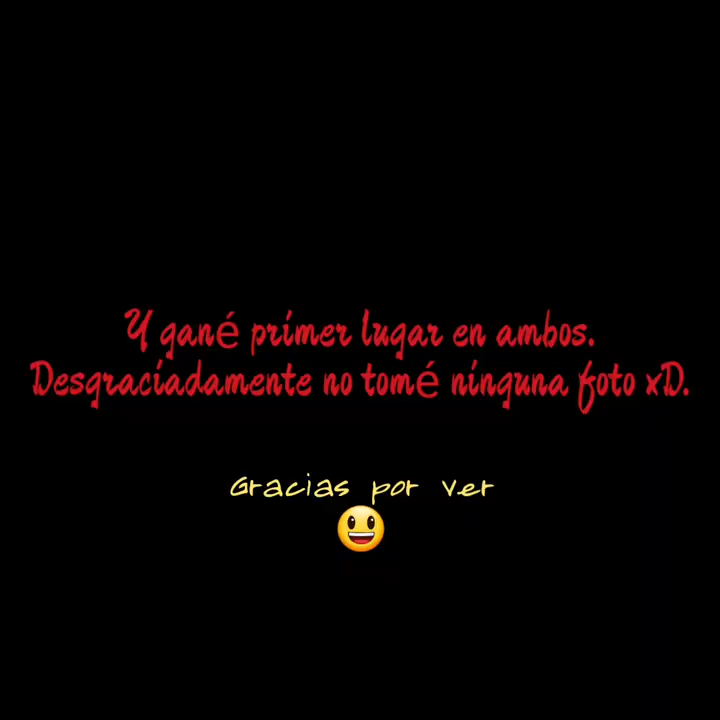 Y gané primer lugar en ambos.
Desgraciadamente no tomé ninguna foto xD.
Gracias por ver
😃